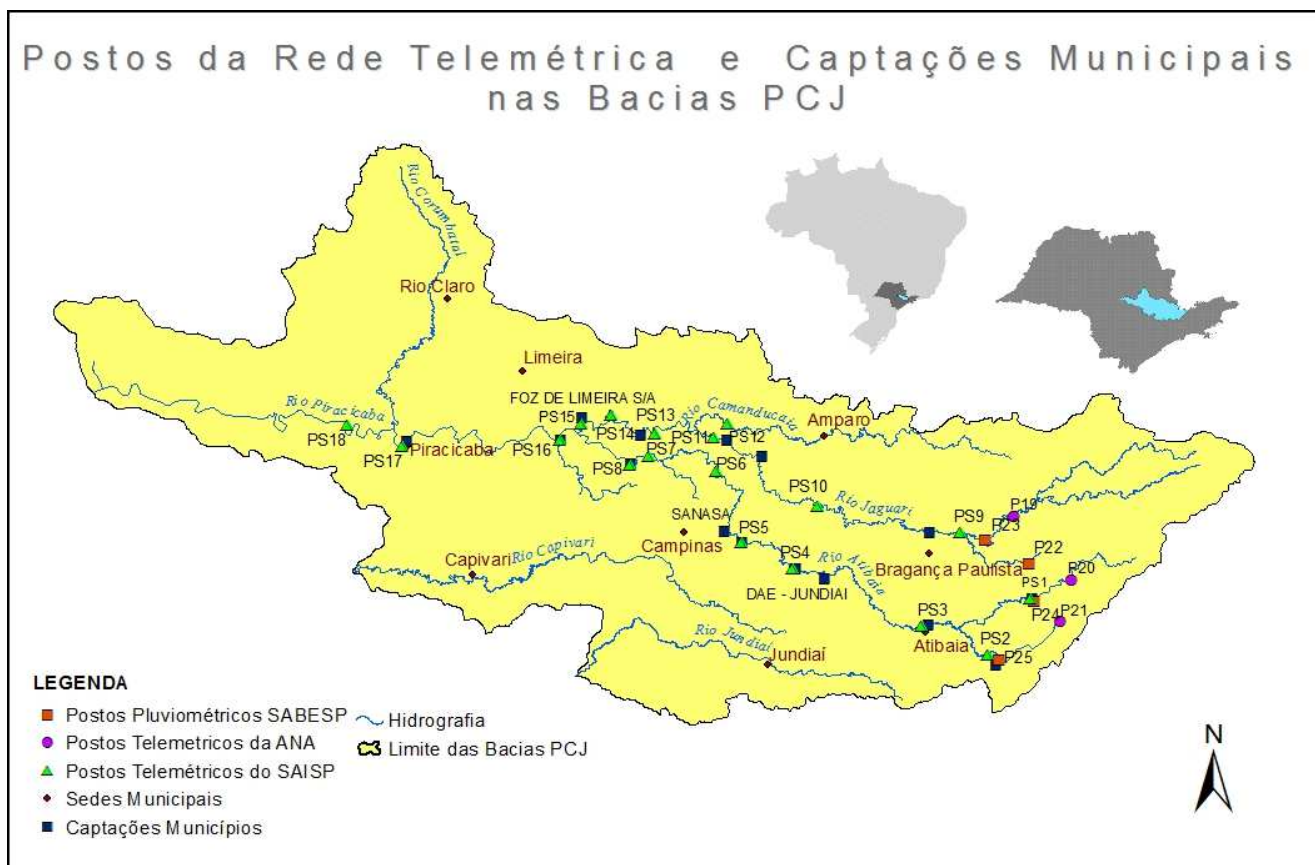 Postos da Rede Telemétrica e Captações Municipais
nas Bacias PCJ
Rio Corumbataí
Rio Claro
Limeira
FOZ DE LIMEIRA S/A
Rio Piracicaba
PS18
PS17
Piracicaba
PS16
PS15
PS14
PS13
Rio Camanducaia
PS11
PS12
Amparo
PS8
PS7
PS6
PS10
Rio Jaguari
PS9
P19
P23
SANASA
PS5
Campinas
PS4
Rio Atibaia
Bragança Paulista
P22
P20
PS1
Capivari
Rio Capivari
DAE - JUNDIAI
PS3
Atibaia
P24
P21
PS2
P25
Rio Jundiaí
Jundiaí
LEGENDA
Postos Pluviométricos SABESP
Postos Telemetricos da ANA
Postos Telemétricos do SAISP
Sedes Municipais
Captações Municípios
Hidrografia
Limite das Bacias PCJ
N